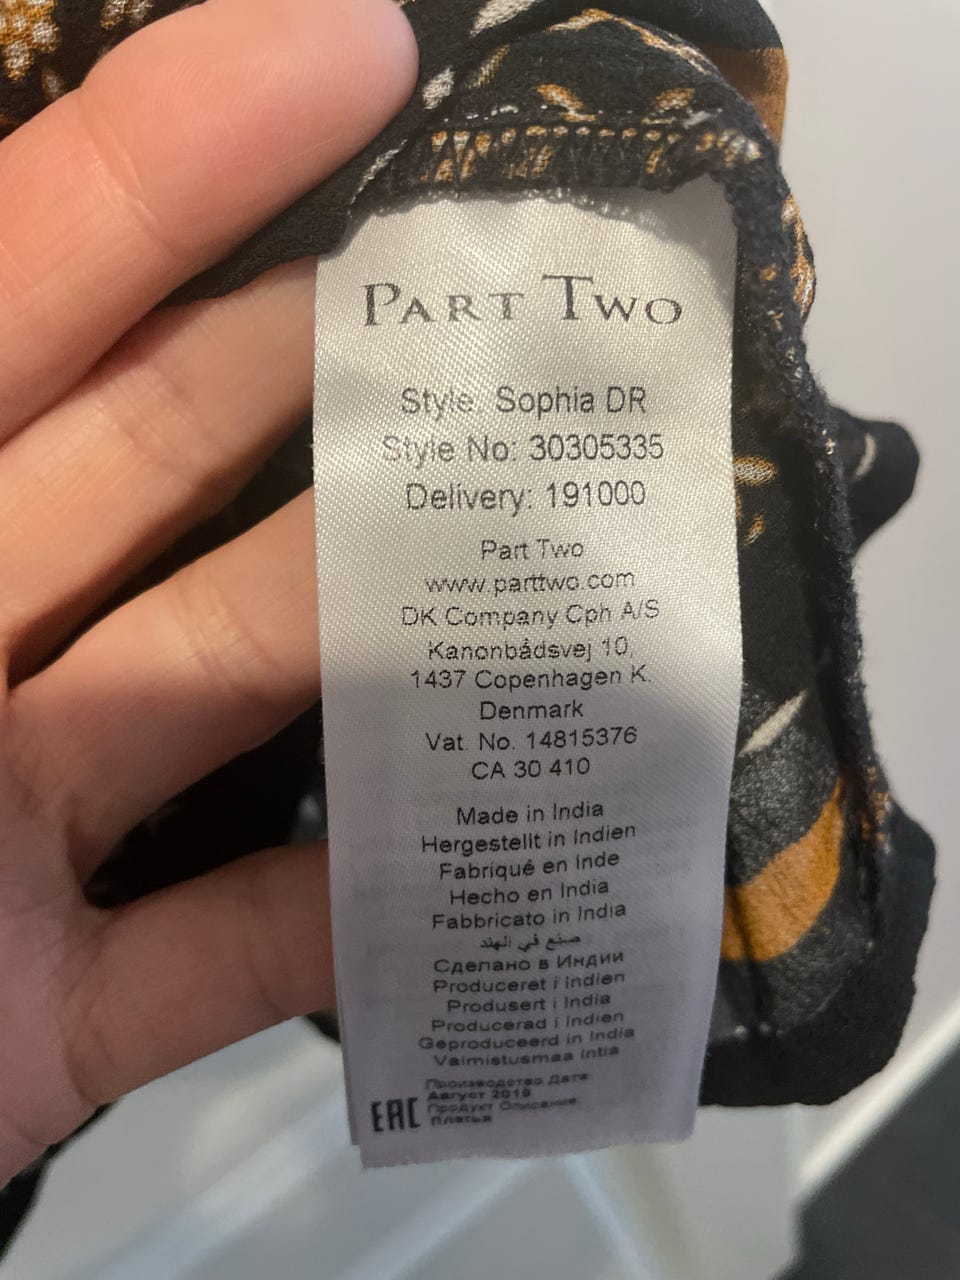 PART TWO
Style: Sophia DR
Style No: 30305335
Delivery: 191000
Part Two
www.parttwo.com
DK Company Cph A/S
Kanonbådsvej 10,
1437 Copenhagen K.
Denmark
Vat. No. 14815376
CA 30 410
Made in India
Hergestellt in Indien
Fabriqué en Inde
Hecho en India
Fabbricato in India
صنع في الهند
Сделано в Индии
Produceret i Indien
Produsert i India
Producerad i Indien
Geproduceerd in India
Valmistusmaa Intia
Производство Дата:
Август 2019
EAC Продукт Описание
Платья